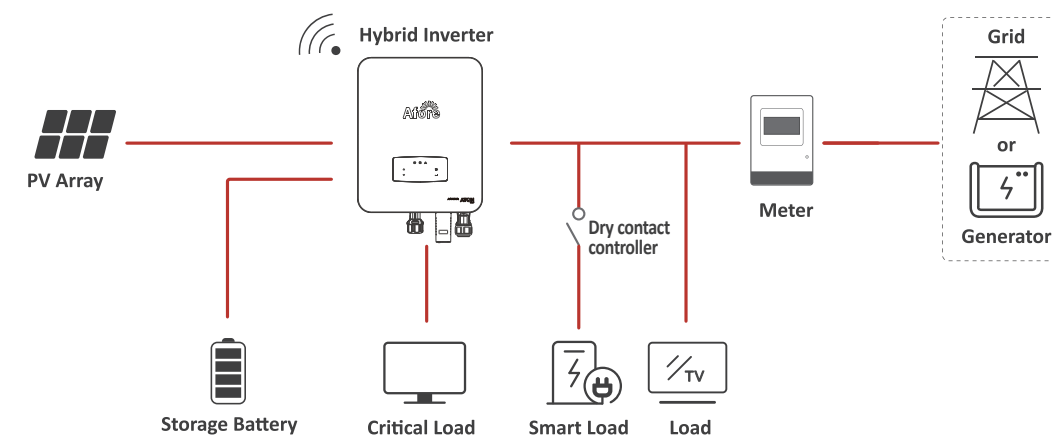 Hybrid Inverter
Grid
Afore
PV Array
or
Meter
Dry contact
controller
Generator
TV
Storage Battery
Critical Load
Smart Load
Load